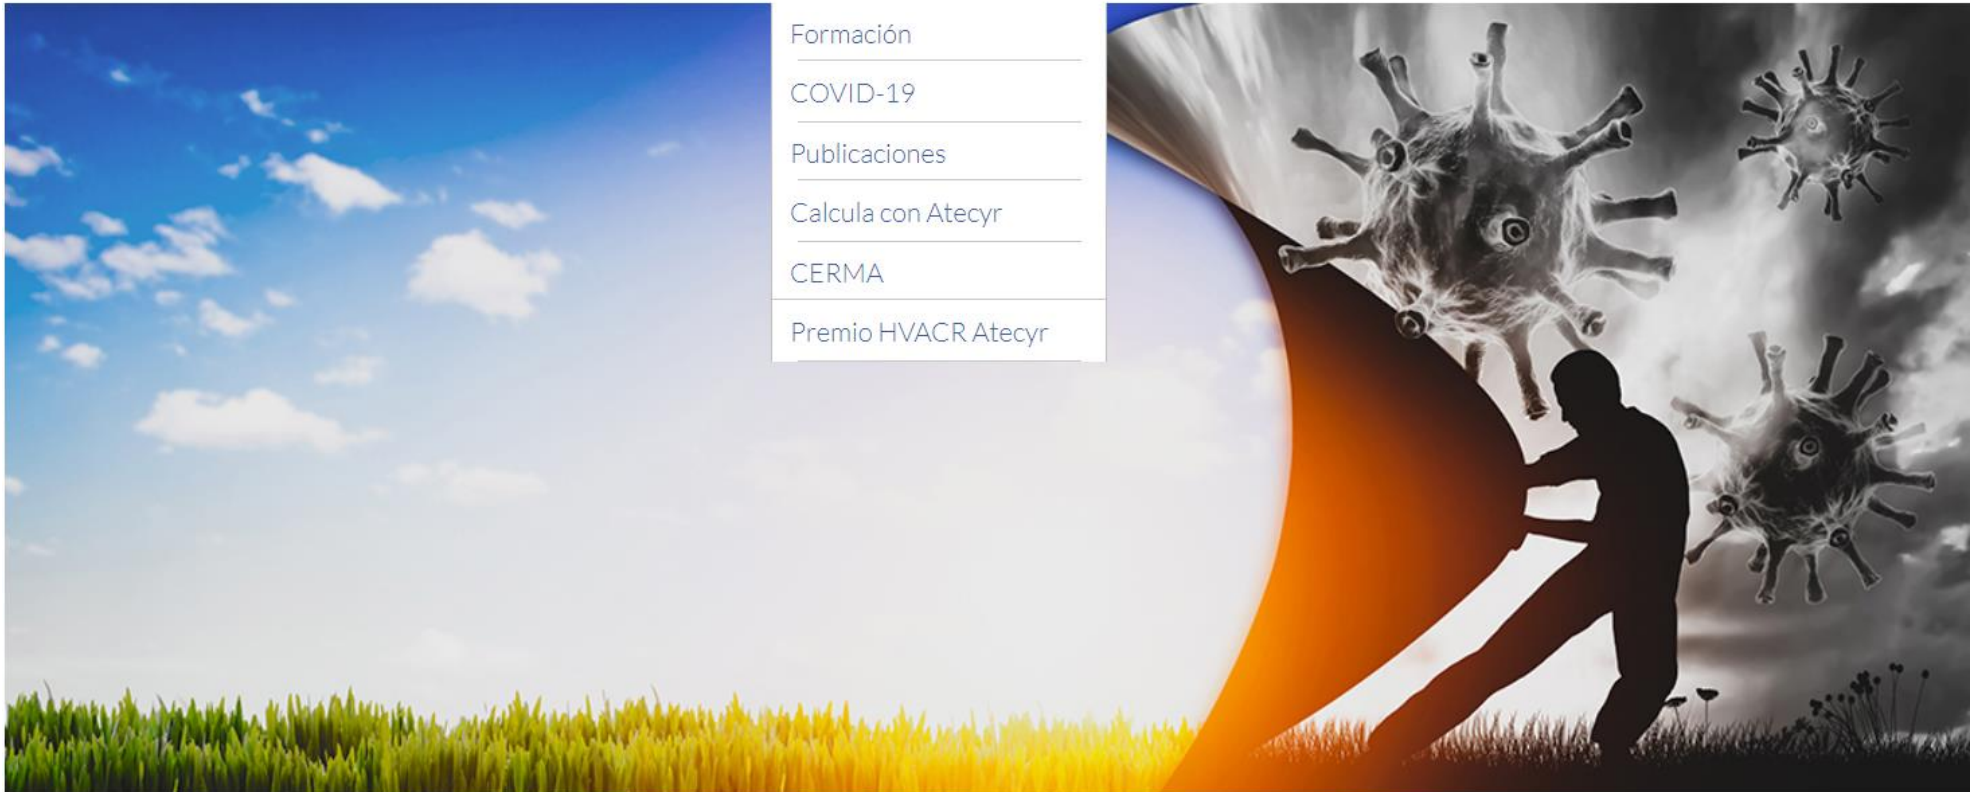 Formación
COVID-19
Publicaciones
Calcula con Atecyr
CERMA
Premio HVACR Atecyr